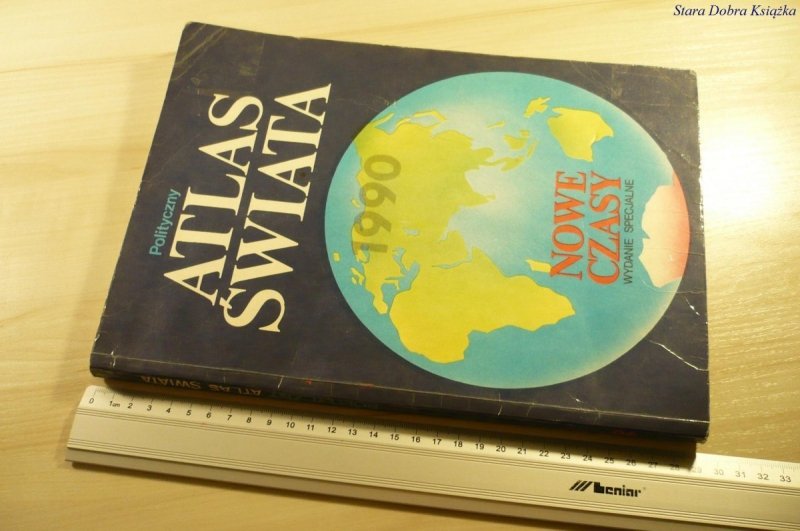 Stara Dobra Książka
Polityczny
ATLAS
ŚWIATA
1990
NOWE
CZASY
WYDANIE SPECJALNE
ATLAS ŚWIATA
0 1cm 2 3 4 5 6 7 8 9 10 11 12 13 14 15 16 17 18 19 20 21 22 23 24 25 26 27 28 29 30 31 32 33
Leniar